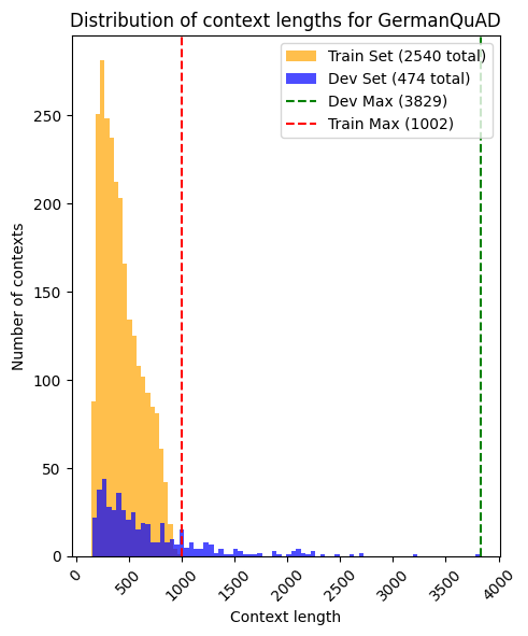 Distribution of context lengths for GermanQuAD
Train Set (2540 total)
Dev Set (474 total)
Dev Max (3829)
Train Max (1002)
Number of contexts
250
200
150
100
50
0
0
500
1000
1500
2000
2500
3000
3500
4000
Context length